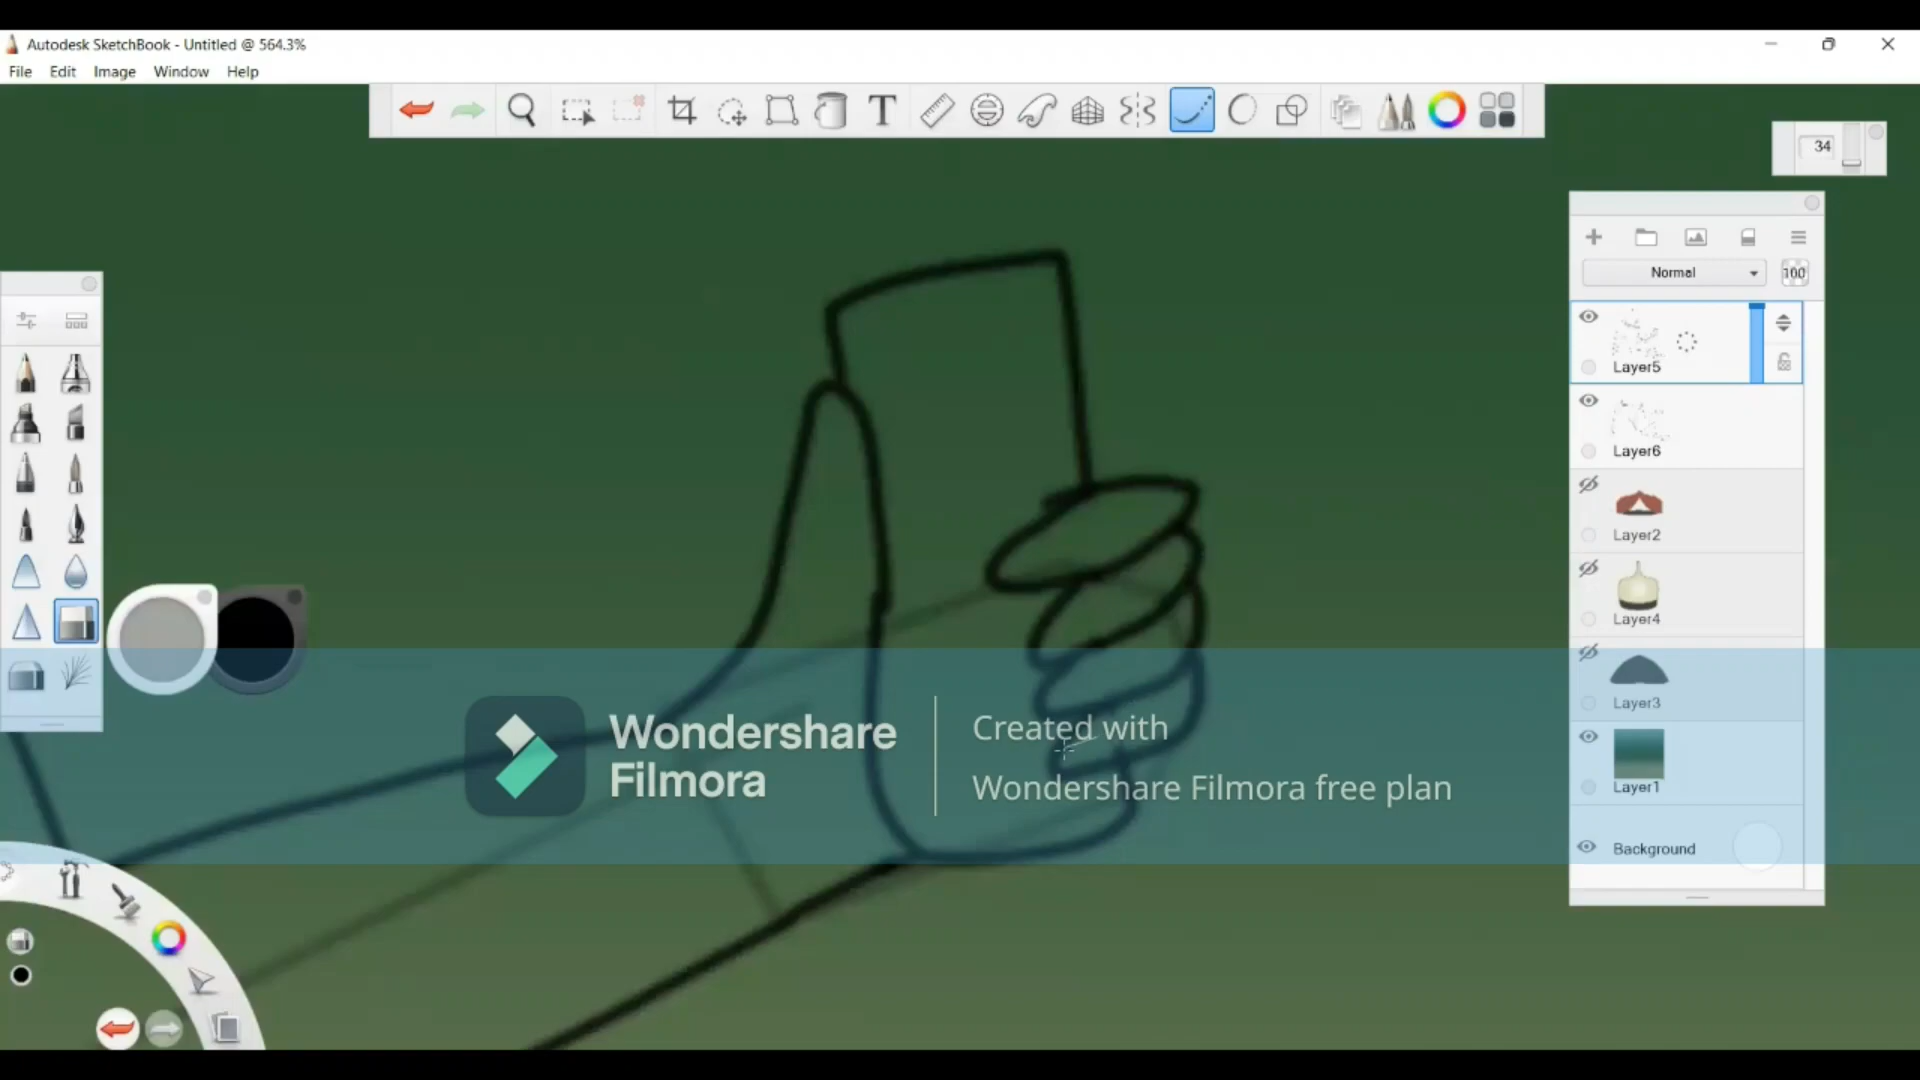 Autodesk SketchBook - Untitled @ 564.3%
File Edit Image Window Help
T
34
Normal 100
Layer5
Layer6
Layer2
Layer4
Layer3
Layer1
Background
Wondershare
Filmora
Created with
Wondershare Filmora free plan